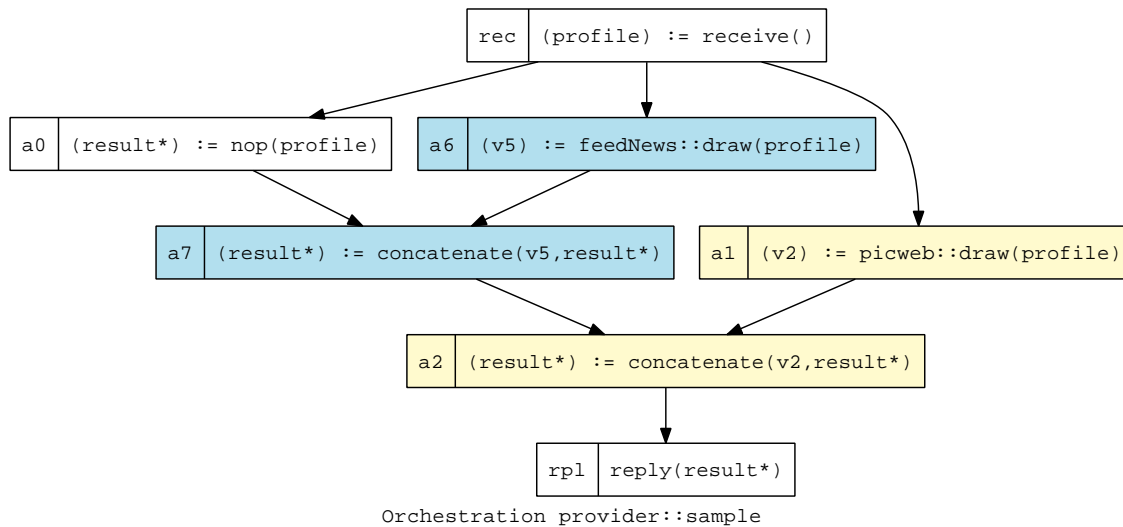 rec (profile) := receive()
a0 (result*) := nop(profile)
a6 (v5) := feedNews::draw(profile)
a7 (result*) := concatenate(v5,result*)
a1 (v2) := picweb::draw(profile)
a2 (result*) := concatenate(v2,result*)
rpl reply(result*)
Orchestration provider::sample